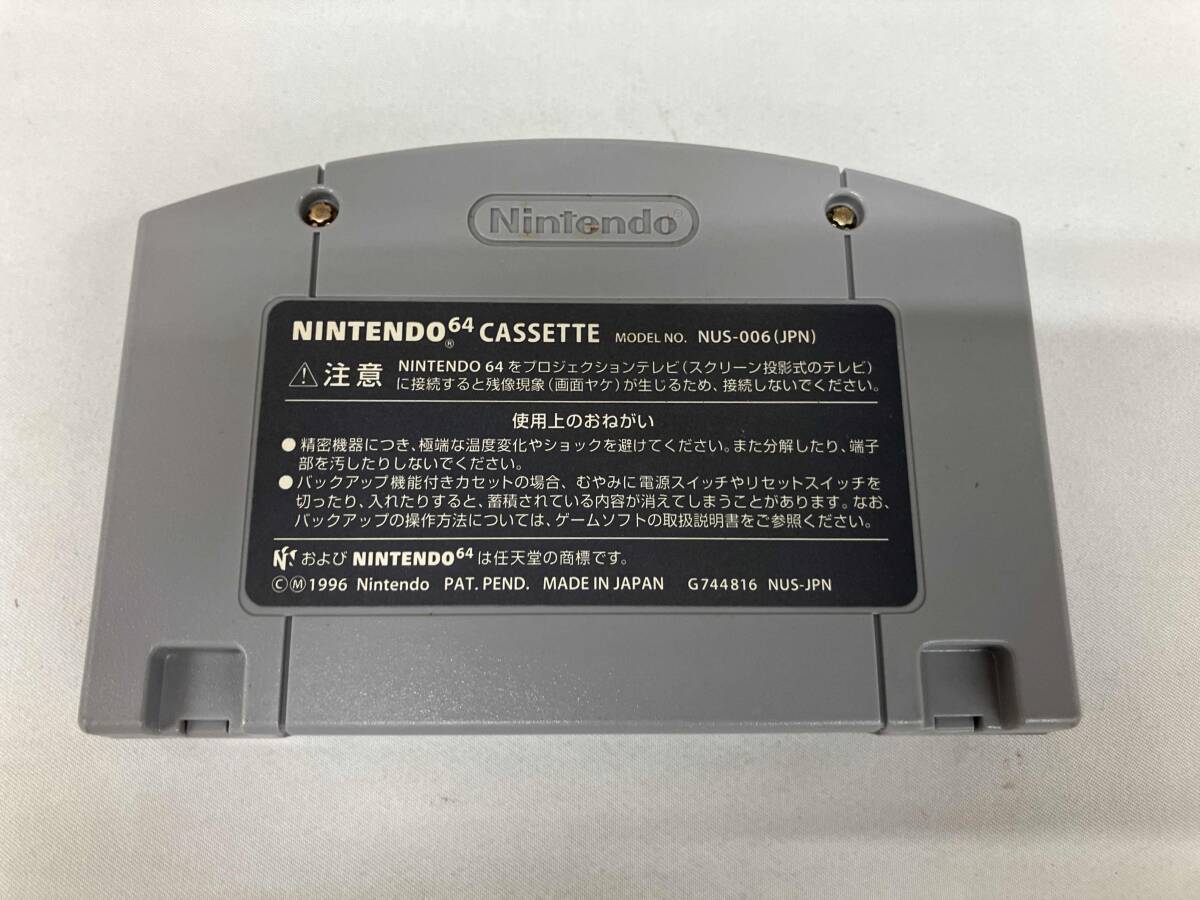 Nintendo®
NINTENDO®64 CASSETTE MODEL NO. NUS-006(JPN)
⚠注意 NINTENDO 64 をプロジェクションテレビ(スクリーン投影式のテレビ)
に接続すると残像現象(画面ヤケ)が生じるため、接続しないでください。
使用上のおねがい
●精密機器につき、極端な温度変化やショックを避けてください。また分解したり、端子
部を汚したりしないでください。
●バックアップ機能付きカセットの場合、むやみに電源スイッチやリセットスイッチを
切ったり、入れたりすると、蓄積されている内容が消えてしまうことがあります。なお、
バックアップの操作方法については、ゲームソフトの取扱説明書をご参照ください。
および NINTENDO64 は任天堂の商標です。
ⒸⓂ1996 Nintendo PAT. PEND. MADE IN JAPAN G744816 NUS-JPN